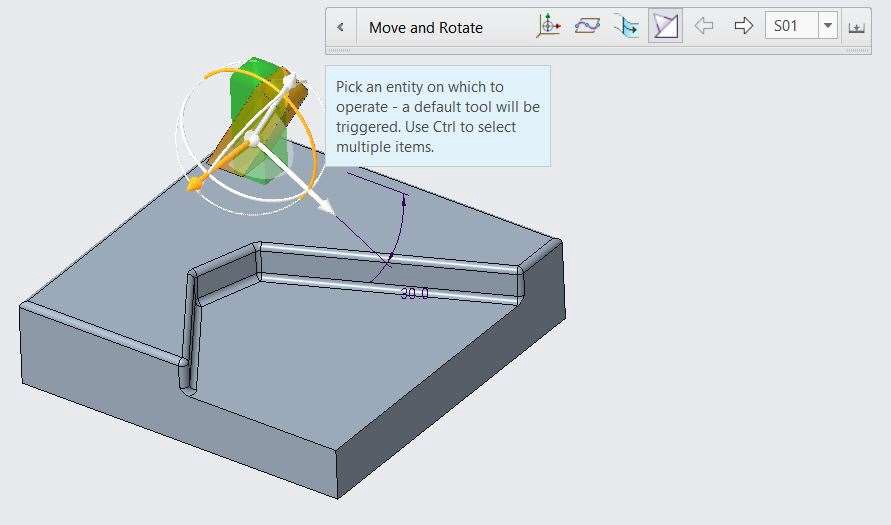 Move and Rotate
S01
Pick an entity on which to
operate - a default tool will be
triggered. Use Ctrl to select
multiple items.
30.0